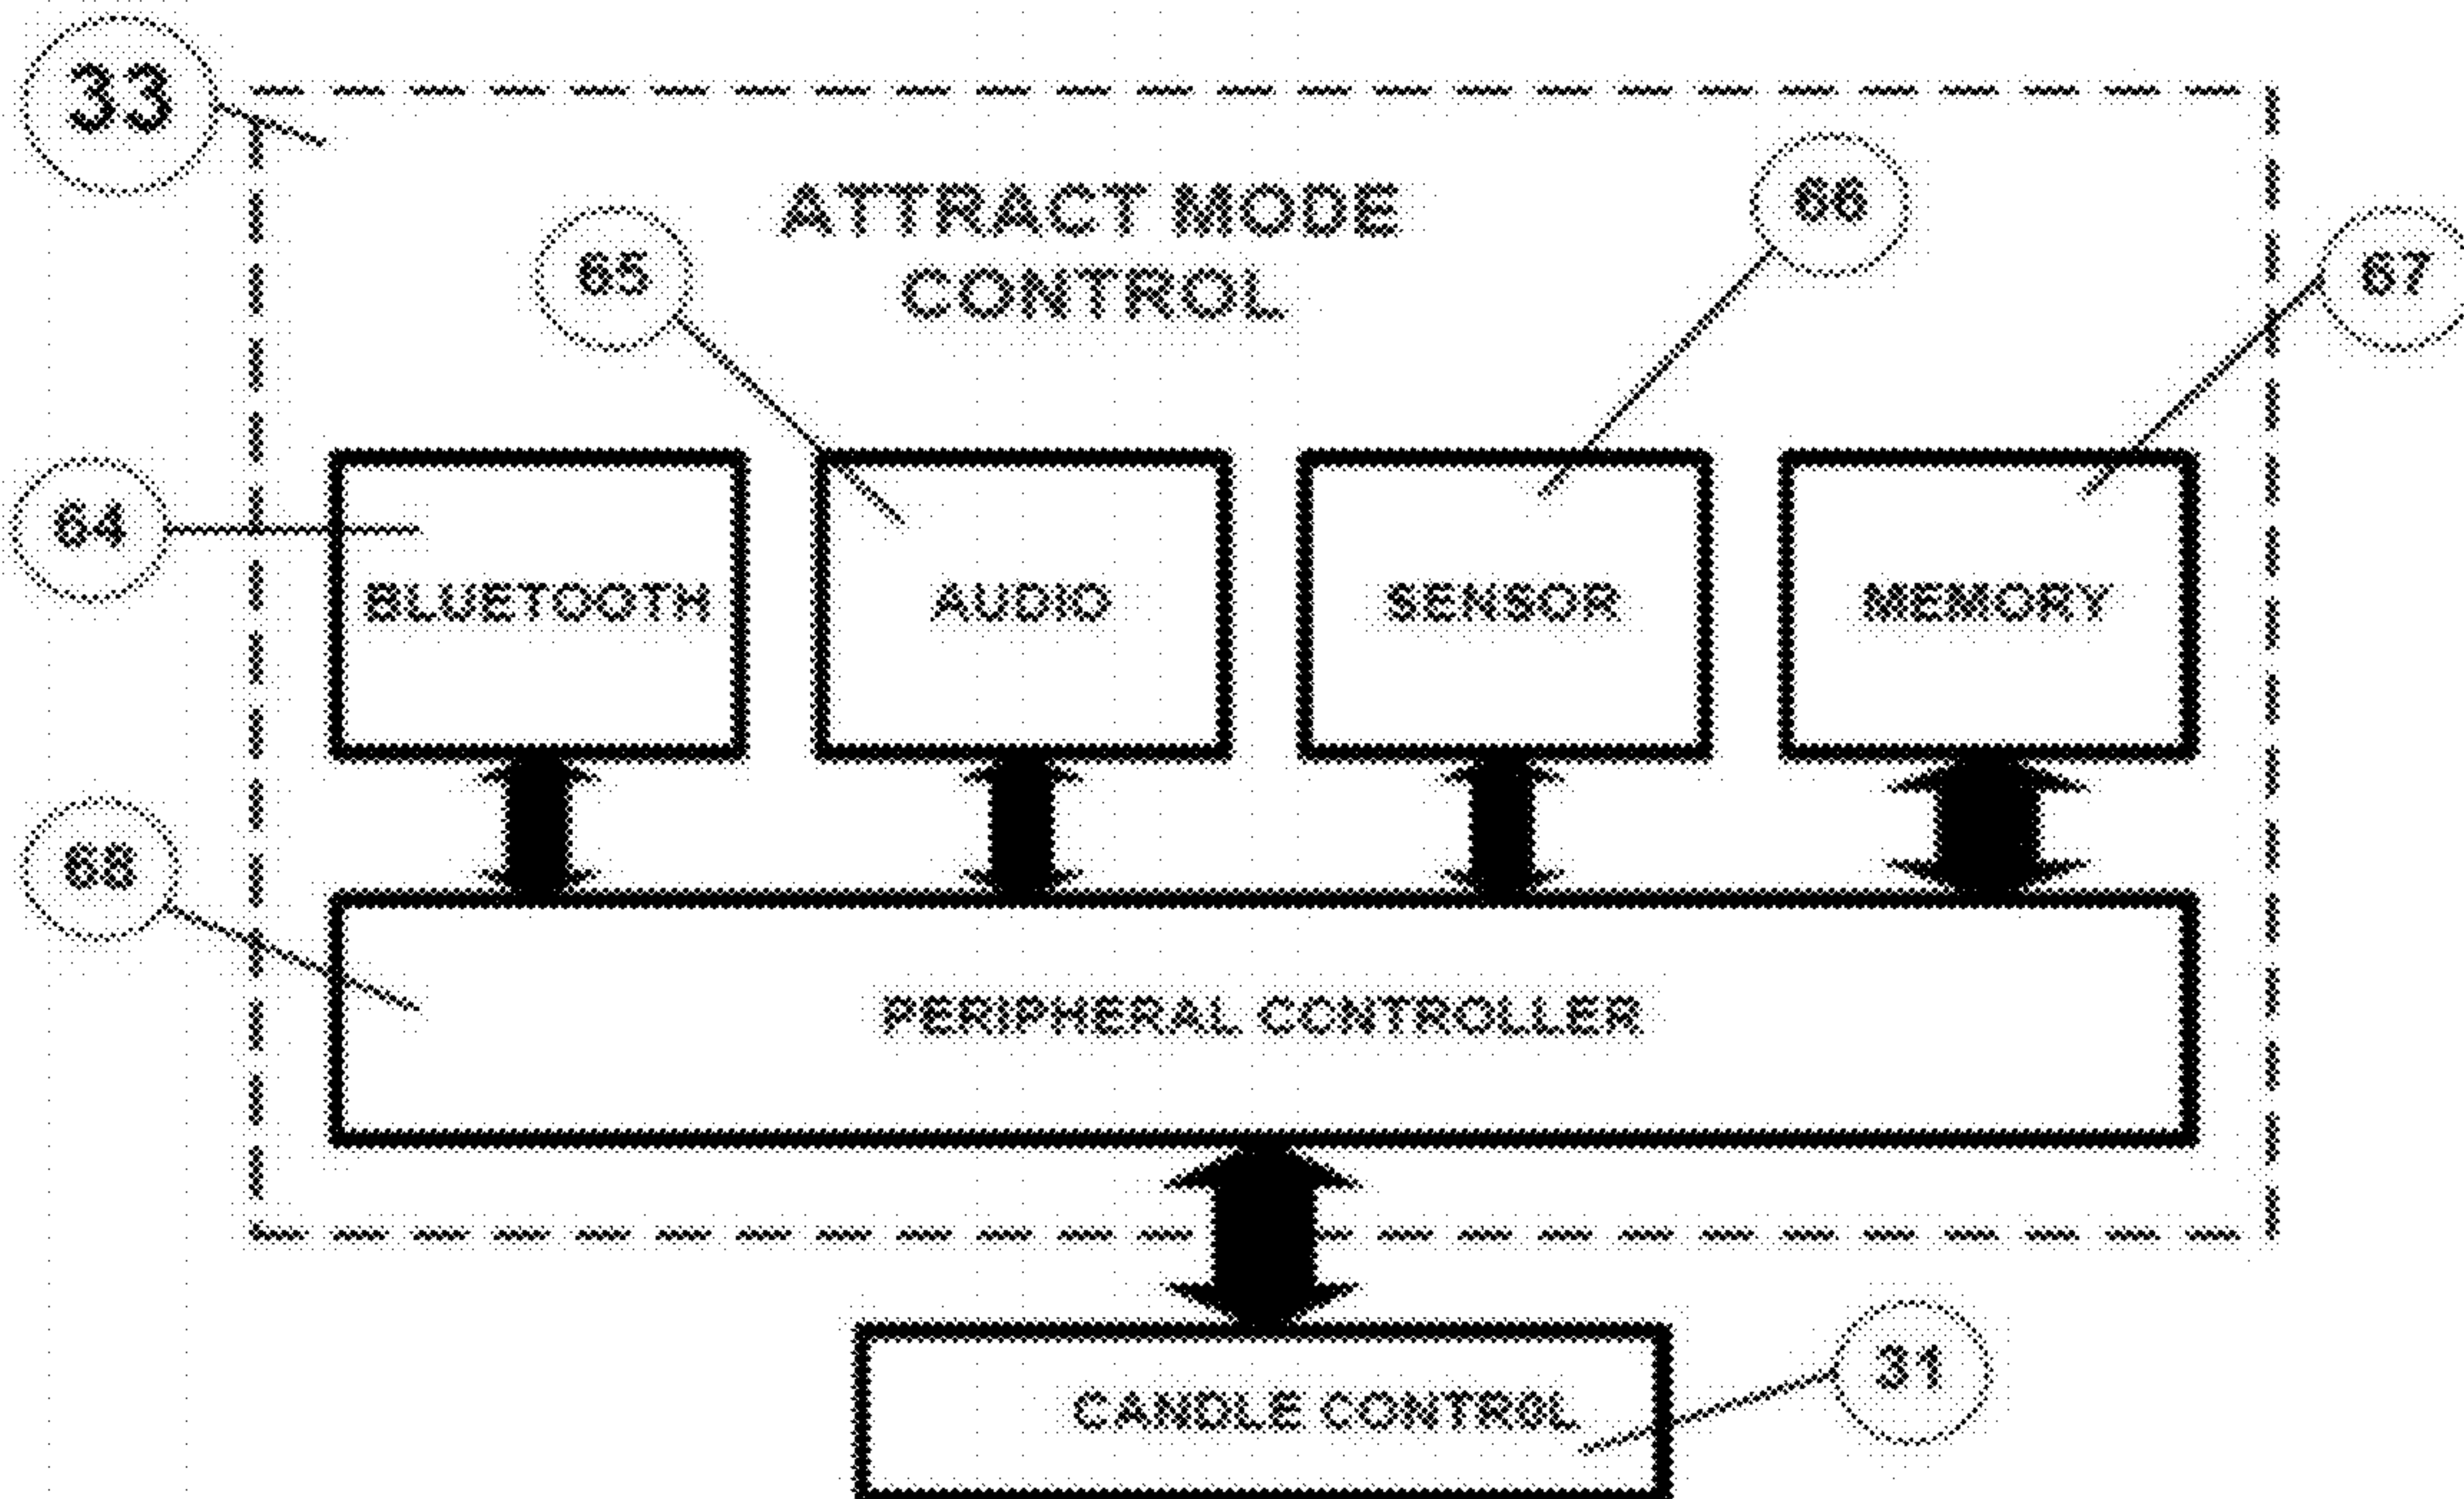 33
ATTRACT MODE
CONTROL
65
66
67
64
BLUETOOTH
AUDIO
SENSOR
MEMORY
68
PERIPHERAL CONTROLLER
CANDLE CONTROL
31